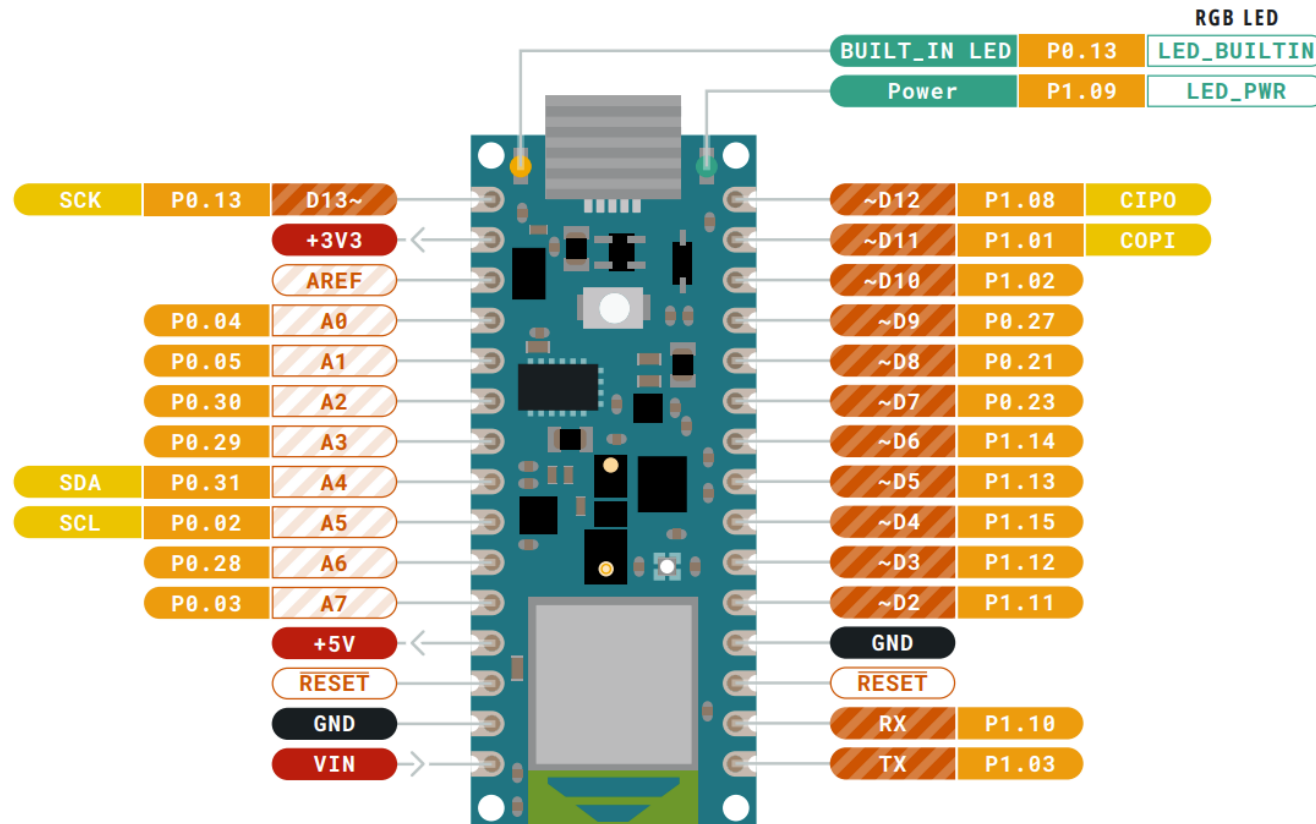 RGB LED
BUILT_IN LED P0.13 LED_BUILTIN
Power P1.09 LED_PWR
SCK P0.13 D13~
+3V3
AREF
P0.04 A0
P0.05 A1
P0.30 A2
P0.29 A3
SDA P0.31 A4
SCL P0.02 A5
P0.28 A6
P0.03 A7
+5V
RESET
GND
VIN
~D12 P1.08 CIPO
~D11 P1.01 COPI
~D10 P1.02
~D9 P0.27
~D8 P0.21
~D7 P0.23
~D6 P1.14
~D5 P1.13
~D4 P1.15
~D3 P1.12
~D2 P1.11
GND
RESET
RX P1.10
TX P1.03